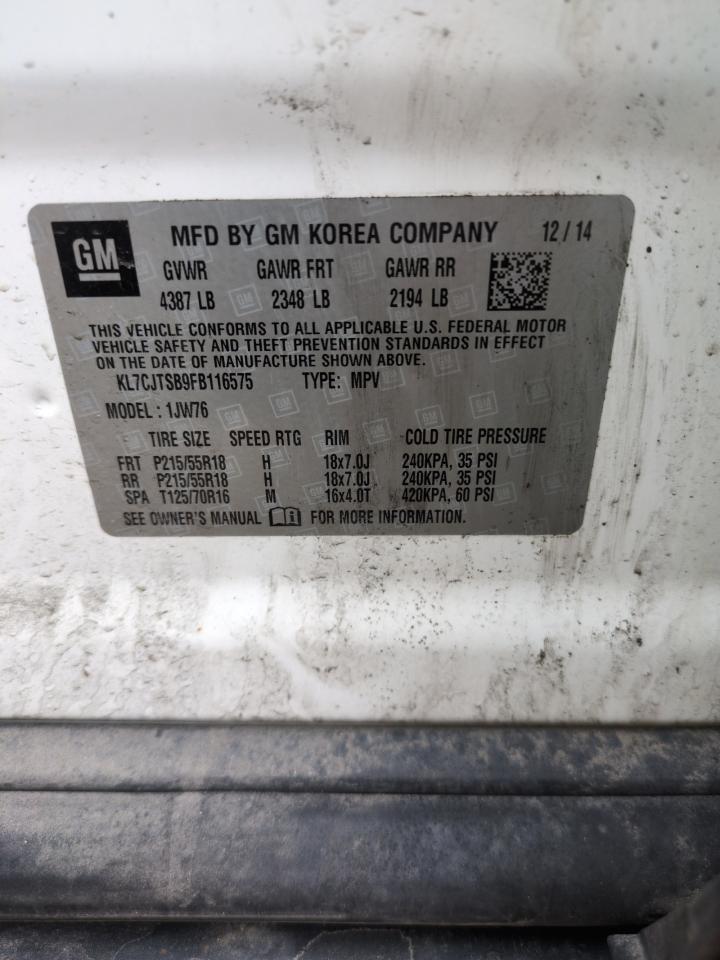 GM MFD BY GM KOREA COMPANY 12/14
GVWR GAWR FRT GAWR RR
4387 LB 2348 LB 2194 LB
THIS VEHICLE CONFORMS TO ALL APPLICABLE U.S. FEDERAL MOTOR
VEHICLE SAFETY AND THEFT PREVENTION STANDARDS IN EFFECT
ON THE DATE OF MANUFACTURE SHOWN ABOVE.
KL7CJTSB9FB116575 TYPE: MPV
MODEL : 1JW76
TIRE SIZE SPEED RTG RIM COLD TIRE PRESSURE
FRT P215/55R18 H 18x7.0J 240KPA, 35 PSI
RR P215/55R18 H 18x7.0J 240KPA, 35 PSI
SPA T125/70R16 M 16x4.0T 420KPA, 60 PSI
SEE OWNER'S MANUAL FOR MORE INFORMATION.